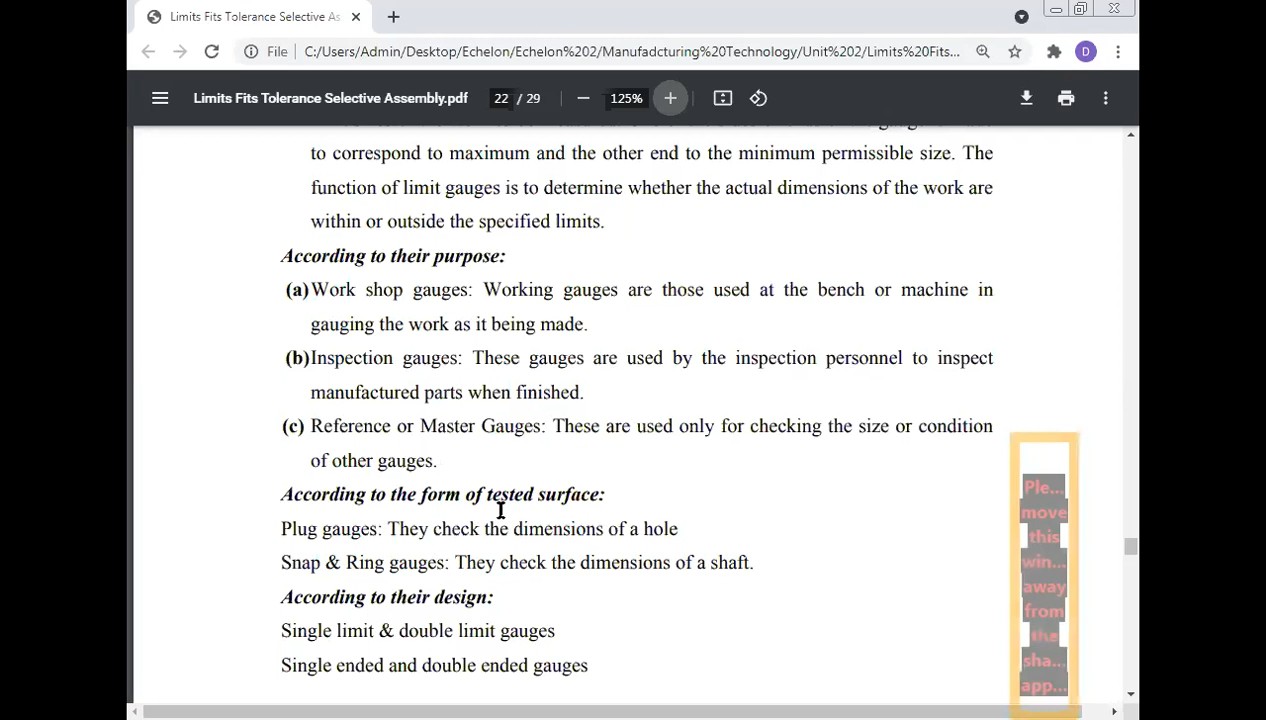 Limits Fits Tolerance Selective As
File C:/Users/Admin/Desktop/Echelon/Echelon%202/Manufadcturing%20Technology/Unit%202/Limits%20Fits...
D
Limits Fits Tolerance Selective Assembly.pdf 22 / 29 125%
to correspond to maximum and the other end to the minimum permissible size. The
function of limit gauges is to determine whether the actual dimensions of the work are
within or outside the specified limits.
According to their purpose:
(a) Work shop gauges: Working gauges are those used at the bench or machine in
gauging the work as it being made.
(b) Inspection gauges: These gauges are used by the inspection personnel to inspect
manufactured parts when finished.
(c) Reference or Master Gauges: These are used only for checking the size or condition
of other gauges.
According to the form of tested surface:
Plug gauges: They check the dimensions of a hole
Snap & Ring gauges: They check the dimensions of a shaft.
According to their design:
Single limit & double limit gauges
Single ended and double ended gauges
Ple...
move
this
win...
away
from
the
sha...
app...